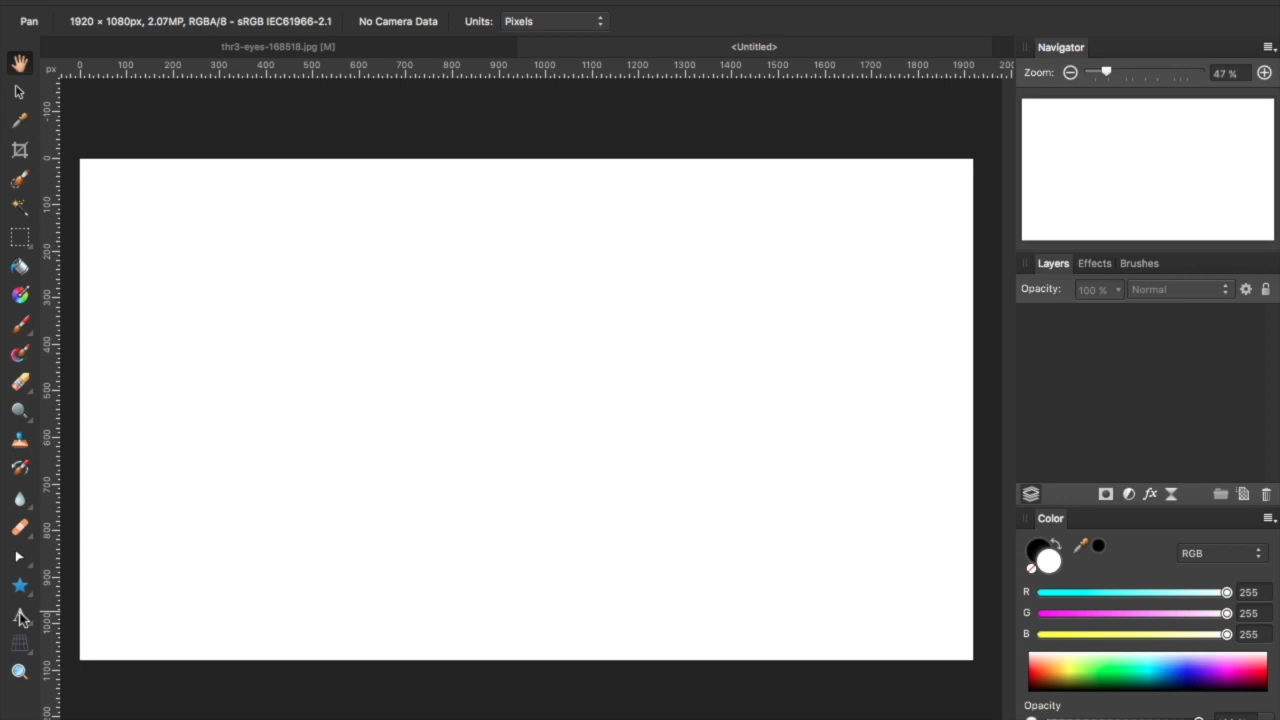 Pan 1920 × 1080px, 2.07MP, RGBA/8 - sRGB IEC61966-2.1 No Camera Data Units: Pixels
thr3-eyes-168518.jpg [M] <Untitled> Navigator
px 0 100 200 300 400 500 600 700 800 900 1000 1100 1200 1300 1400 1500 1600 1700 1800 1900
Zoom: 47 %
-100
0
100
200
Layers Effects Brushes
Opacity: 100 % Normal
300
400
500
600
fx
700
Color
800
RGB
900
R 255
1000
G 255
B 255
1100
Opacity